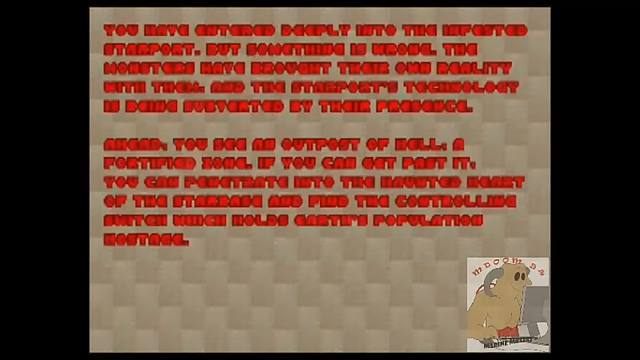 YOU HAVE ENTERED DEEPLY INTO THE INFESTED
STARPORT. BUT SOMETHING IS WRONG. THE
MONSTERS HAVE BROUGHT THEIR OWN REALITY
WITH THEM, AND THE STARPORT'S TECHNOLOGY
IS BEING SUBVERTED BY THEIR PRESENCE.
AHEAD, YOU SEE AN OUTPOST OF HELL, A
FORTIFIED ZONE. IF YOU CAN GET PAST IT,
YOU CAN PENETRATE INTO THE HAUNTED HEART
OF THE STARBASE AND FIND THE CONTROLLING
SWITCH WHICH HOLDS EARTH'S POPULATION
HOSTAGE.
MDOOM.BA